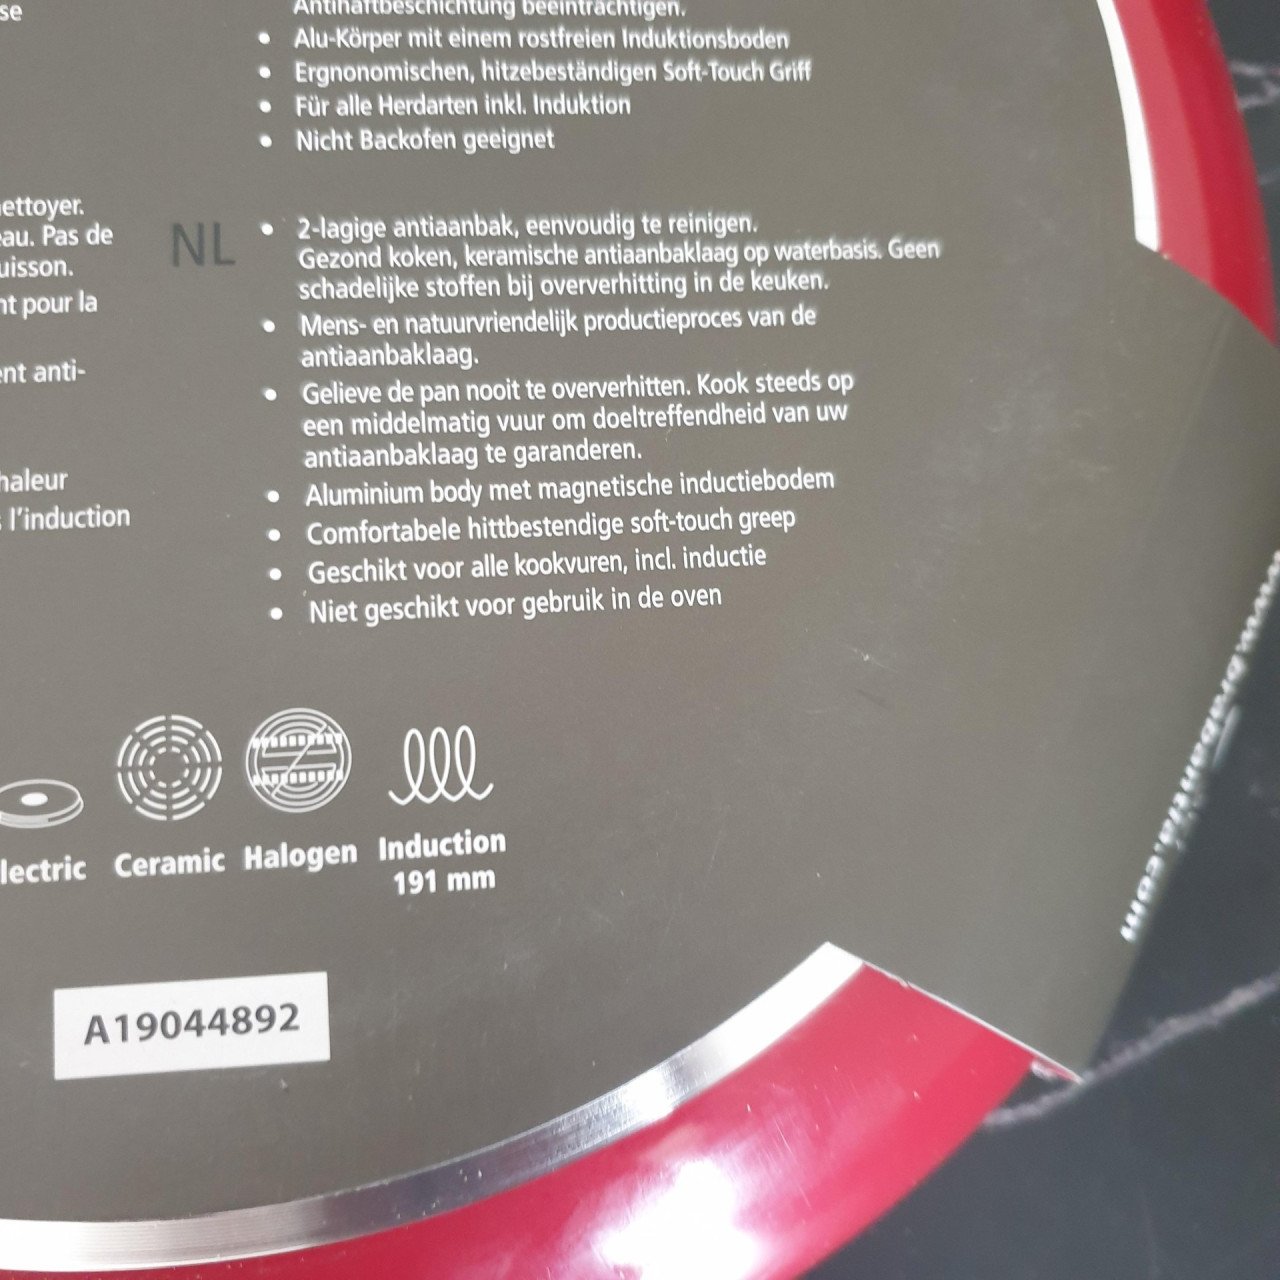 se
ettoyer.
eau. Pas de
uisson.
nt pour la
ent anti-
haleur
l'induction
Antihaftbeschichtung beeinträchtigen.
• Alu-Körper mit einem rostfreien Induktionsboden
• Ergnonomischen, hitzebeständigen Soft-Touch Griff
• Für alle Herdarten inkl. Induktion
• Nicht Backofen geeignet
NL
• 2-lagige antiaanbak, eenvoudig te reinigen.
Gezond koken, keramische antiaanbaklaag op waterbasis. Geen
schadelijke stoffen bij oververhitting in de keuken.
• Mens- en natuurvriendelijk productieproces van de
antiaanbaklaag.
• Gelieve de pan nooit te oververhitten. Kook steeds op
een middelmatig vuur om doeltreffendheid van uw
antiaanbaklaag te garanderen.
• Aluminium body met magnetische inductiebodem
• Comfortabele hittbestendige soft-touch greep
• Geschikt voor alle kookvuren, incl. inductie
• Niet geschikt voor gebruik in de oven
lectric Ceramic Halogen Induction
191 mm
A19044892
www.brabantia.com